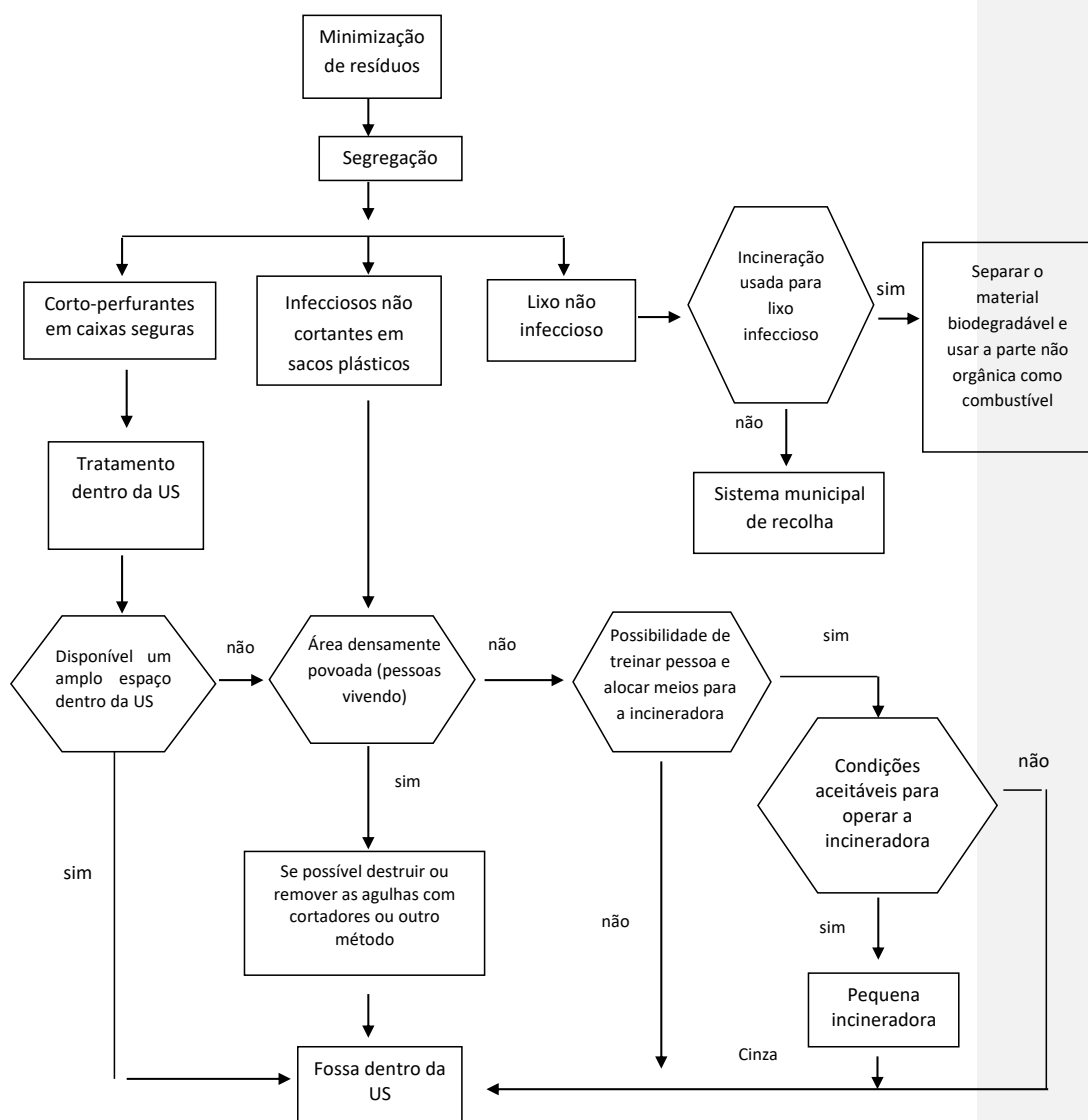 Minimização
de resíduos
Segregação
Corto-perfurantes
em caixas seguras
Infecciosos não
cortantes em
sacos plásticos
Lixo não
infeccioso
Incineração
usada para
lixo
infeccioso
sim
Separar o
material
biodegradável e
usar a parte não
orgânica como
combustível
não
Sistema municipal
de recolha
Tratamento
dentro da US
Disponível um
amplo espaço
dentro da US
não
Área densamente
povoada (pessoas
vivendo)
não
Possibilidade de
treinar pessoa e
alocar meios para
a incineradora
sim
Condições
aceitáveis para
operar a
incineradora
não
sim
sim
Se possível destruir ou
remover as agulhas com
cortadores ou outro
método
não
sim
Pequena
incineradora
Cinza
Fossa dentro da
US